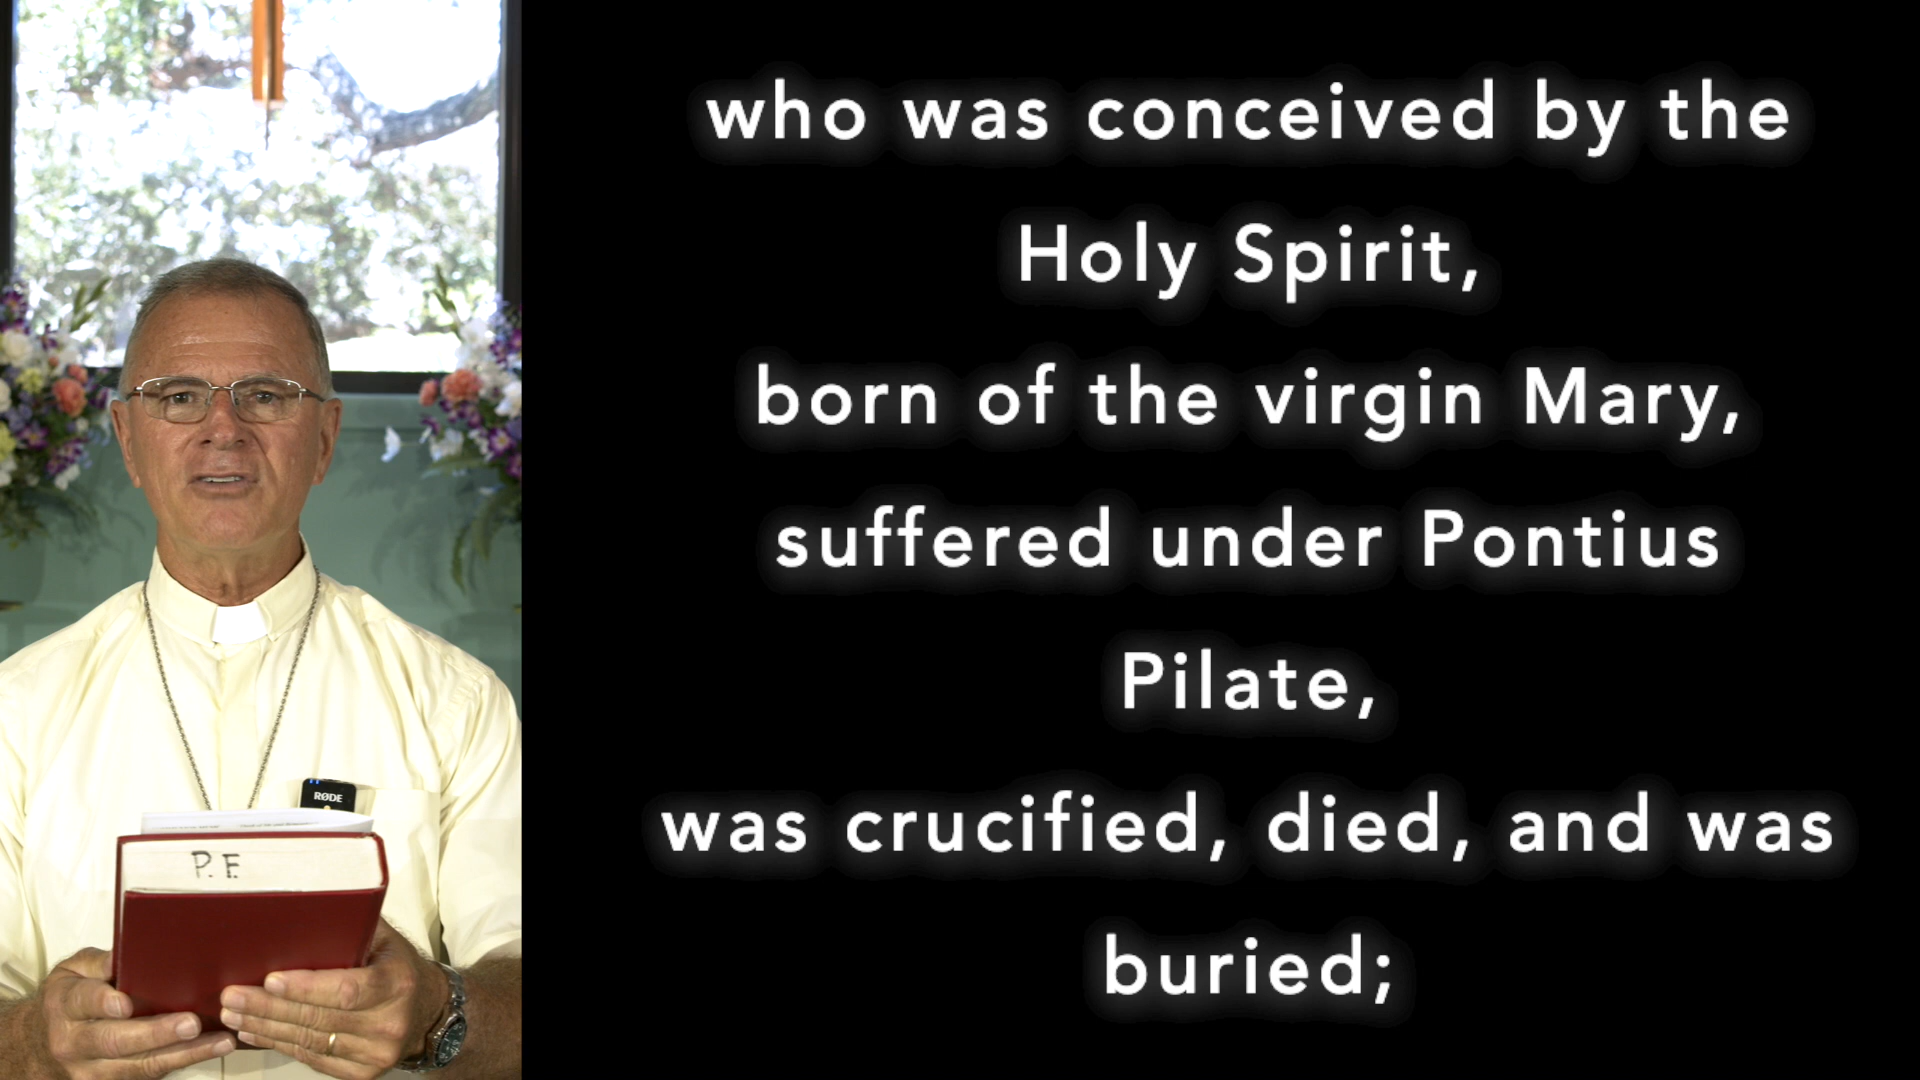 who was conceived by the
Holy Spirit,
born of the virgin Mary,
suffered under Pontius
Pilate,
was crucified, died, and was
buried;
RØDE
P.F.